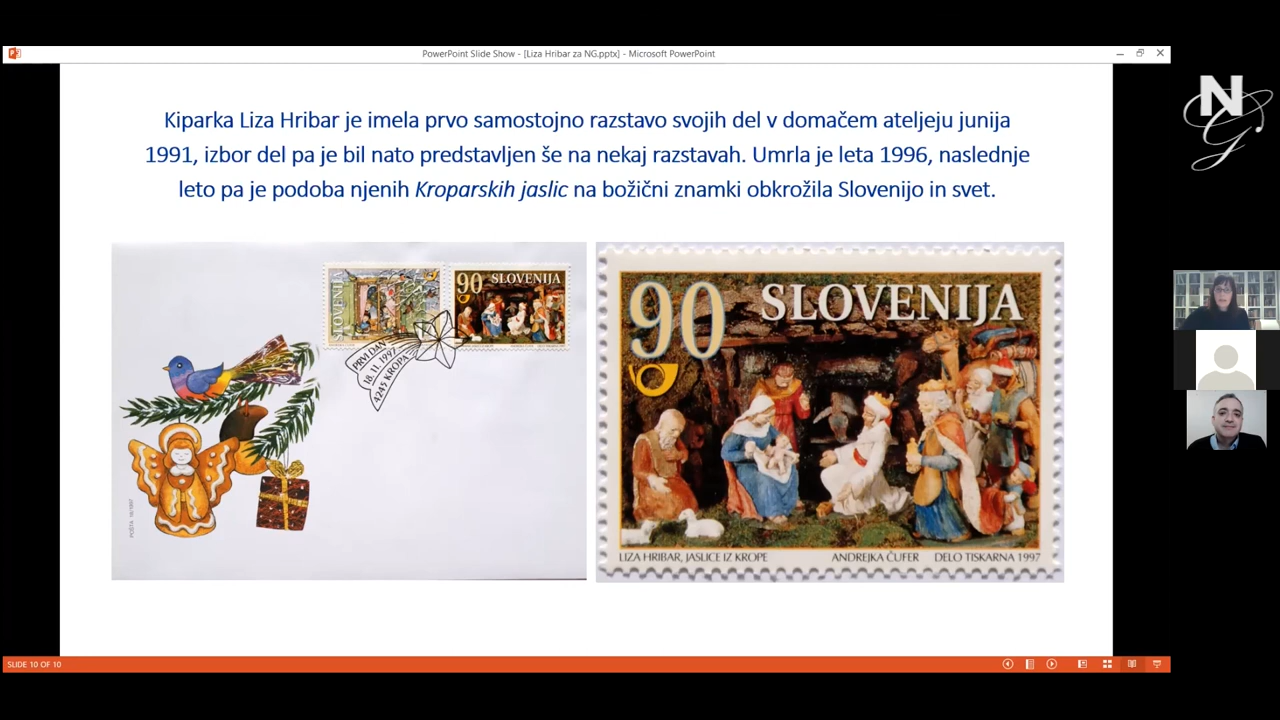 PowerPoint Slide Show - [Liza Hribar za NG.pptx] - Microsoft PowerPoint
Kiparka Liza Hribar je imela prvo samostojno razstavo svojih del v domačem ateljeju junija
1991, izbor del pa je bil nato predstavljen še na nekaj razstavah. Umrla je leta 1996, naslednje
leto pa je podoba njenih Kroparskih jaslic na božični znamki obkrožila Slovenijo in svet.
SLOVENIJA
90 SLOVENIJA
PRVI DAN
18. 11. 1997
4245 KROPA
POŠTA
90 SLOVENIJA
LIZA HRIBAR, JASLICE IZ KROPE ANDREJKA ČUFER DELO TISKARNA 1997
SLIDE 10 OF 10
NG